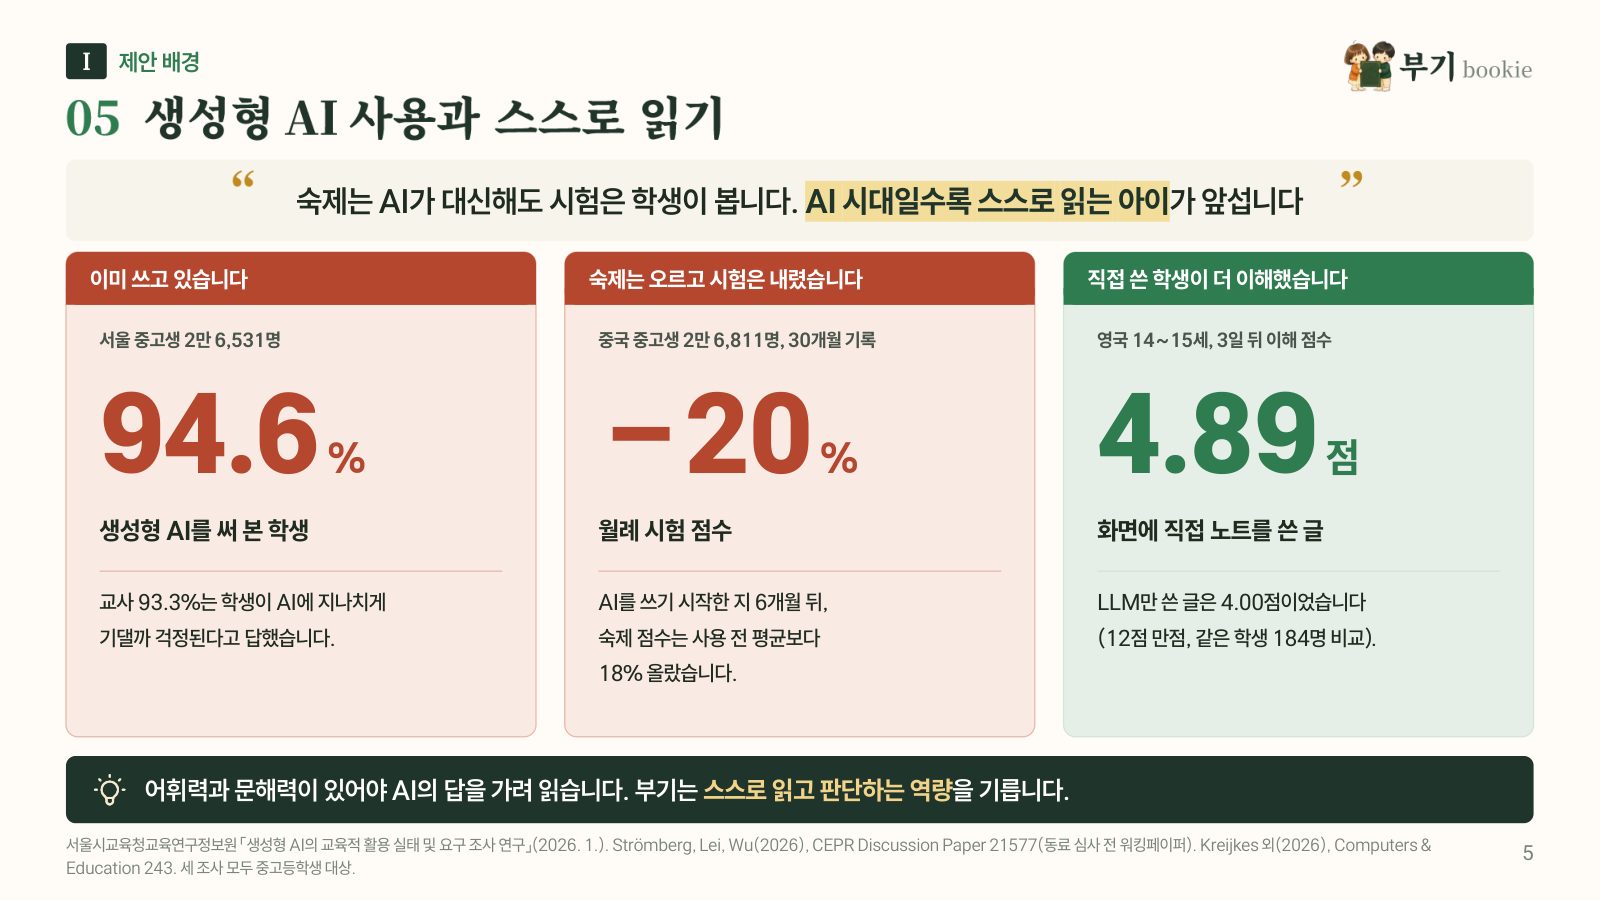 I 제안 배경
부기 bookie
05 생성형 AI 사용과 스스로 읽기
“ 숙제는 AI가 대신해도 시험은 학생이 봅니다. AI 시대일수록 스스로 읽는 아이가 앞섭니다 ”
이미 쓰고 있습니다
서울 중고생 2만 6,531명
94.6 %
생성형 AI를 써 본 학생
교사 93.3%는 학생이 AI에 지나치게
기댈까 걱정된다고 답했습니다.
숙제는 오르고 시험은 내렸습니다
중국 중고생 2만 6,811명, 30개월 기록
−20 %
월례 시험 점수
AI를 쓰기 시작한 지 6개월 뒤,
숙제 점수는 사용 전 평균보다
18% 올랐습니다.
직접 쓴 학생이 더 이해했습니다
영국 14~15세, 3일 뒤 이해 점수
4.89 점
화면에 직접 노트를 쓴 글
LLM만 쓴 글은 4.00점이었습니다
(12점 만점, 같은 학생 184명 비교).
어휘력과 문해력이 있어야 AI의 답을 가려 읽습니다. 부기는 스스로 읽고 판단하는 역량을 기릅니다.
서울시교육청교육연구정보원 「생성형 AI의 교육적 활용 실태 및 요구 조사 연구」(2026. 1.). Strömberg, Lei, Wu(2026), CEPR Discussion Paper 21577(동료 심사 전 워킹페이퍼). Kreijkes 외(2026), Computers &
Education 243. 세 조사 모두 중고등학생 대상.
5